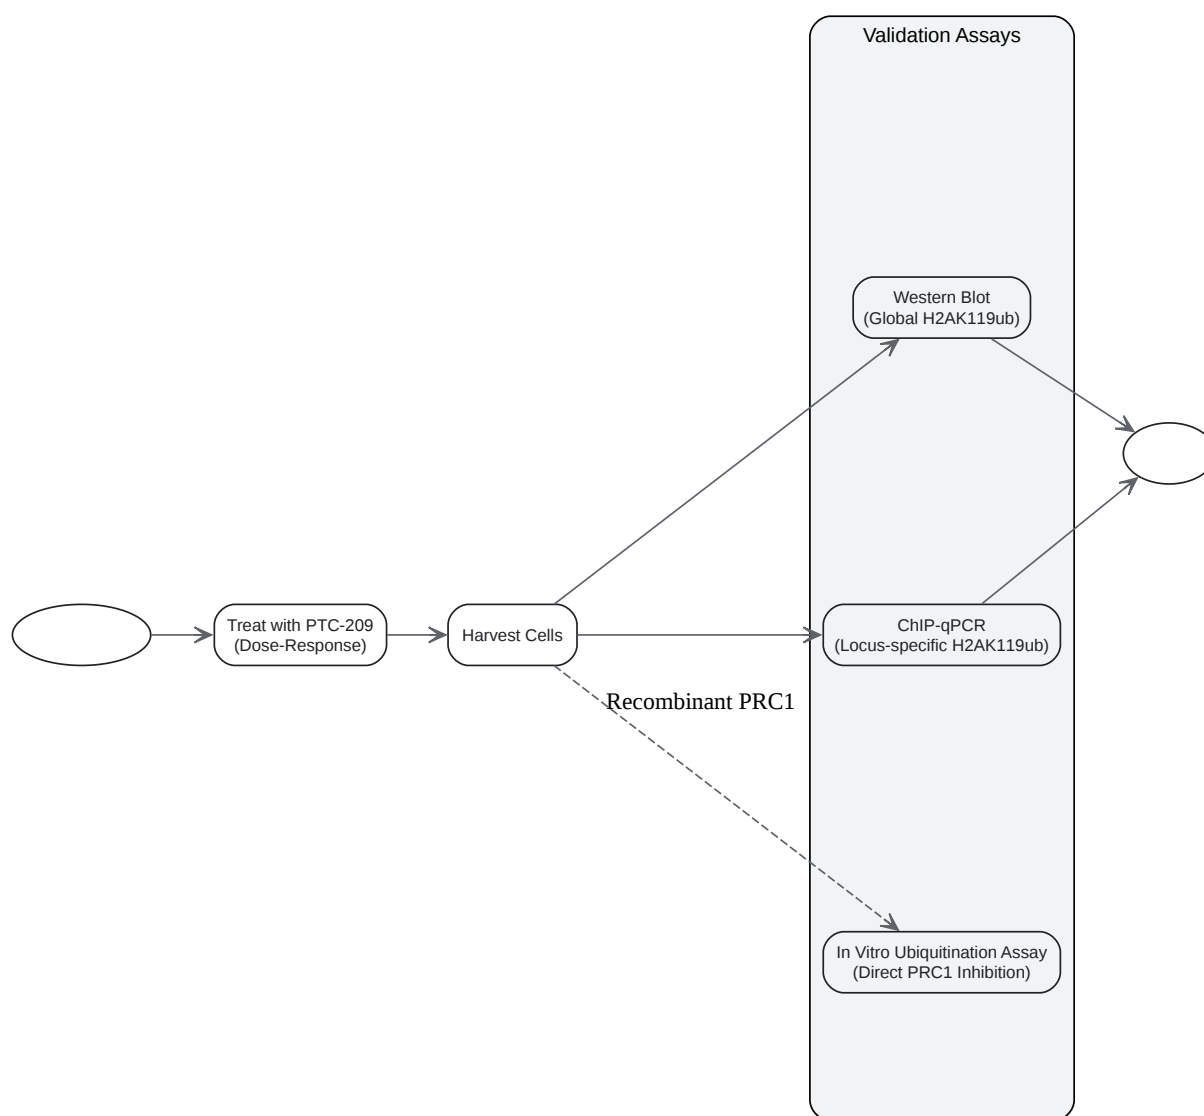 Validation Assays
Western Blot
(Global H2AK119ub)
Treat with PTC-209
(Dose-Response)
Harvest Cells
ChIP-qPCR
(Locus-specific H2AK119ub)
Recombinant PRC1
In Vitro Ubiquitination Assay
(Direct PRC1 Inhibition)